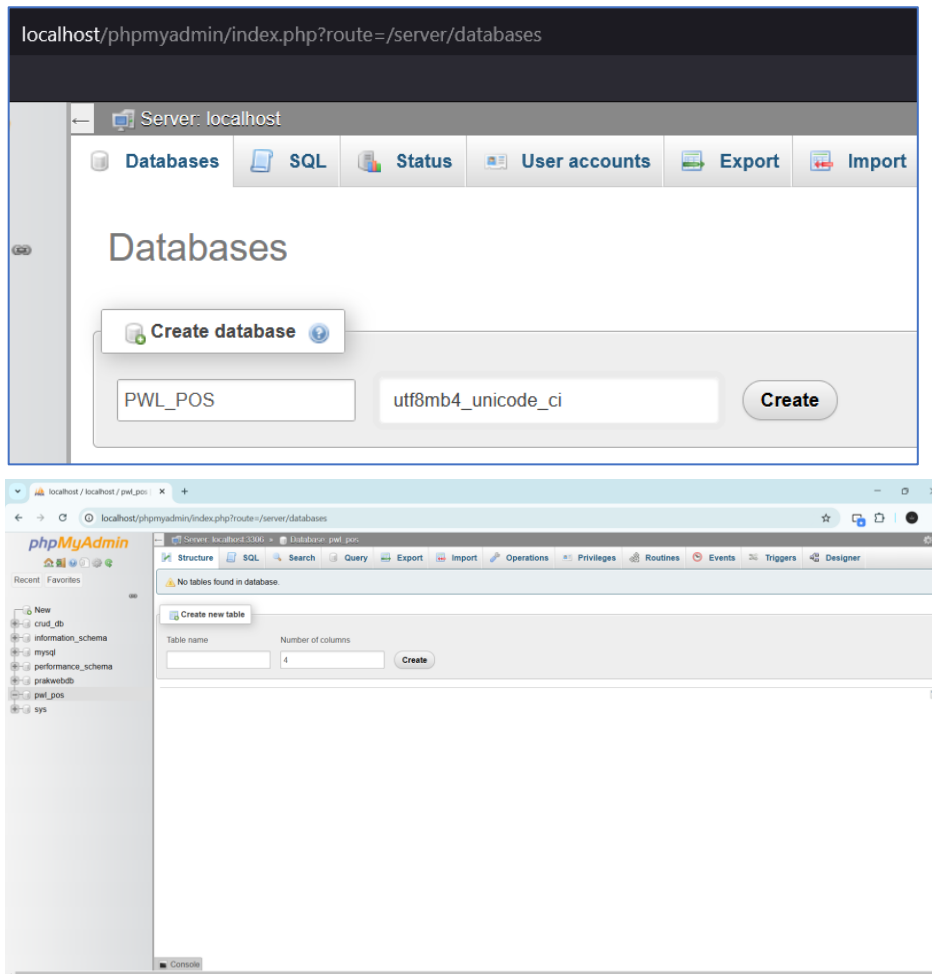 localhost/phpmyadmin/index.php?route=/server/databases
Server: localhost
Databases SQL Status User accounts Export Import
Databases
Create database
PWL_POS utf8mb4_unicode_ci Create
localhost / localhost / pwl_pos
localhost/phpmyadmin/index.php?route=/server/databases
phpMyAdmin
Recent Favorites
New
crud_db
information_schema
mysql
performance_schema
prakwebdb
pwl_pos
sys
Server: localhost:3306 » Database: pwl_pos
Structure SQL Search Query Export Import Operations Privileges Routines Events Triggers Designer
No tables found in database.
Create new table
Table name Number of columns
4 Create
Console